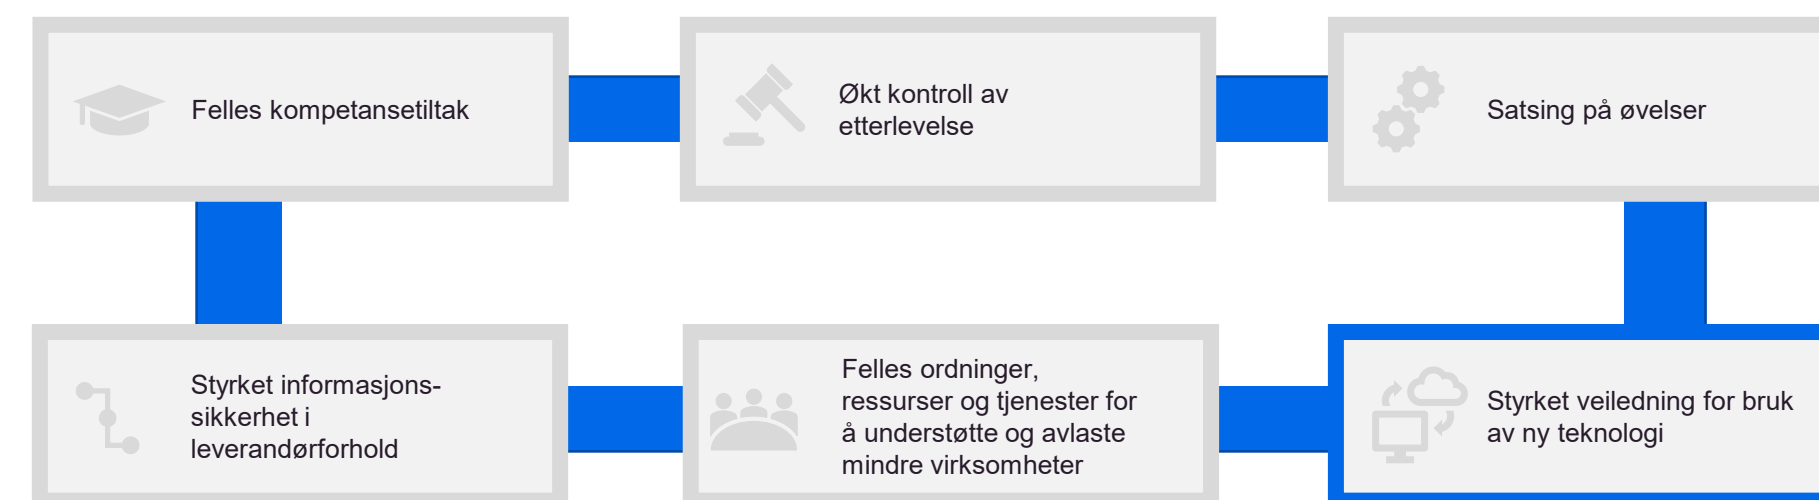 Felles kompetansetiltak
Økt kontroll av
etterlevelse
Satsing på øvelser
Styrket informasjons-
sikkerhet i
leverandørforhold
Felles ordninger,
ressurser og tjenester for
å understøtte og avlaste
mindre virksomheter
Styrket veiledning for bruk
av ny teknologi